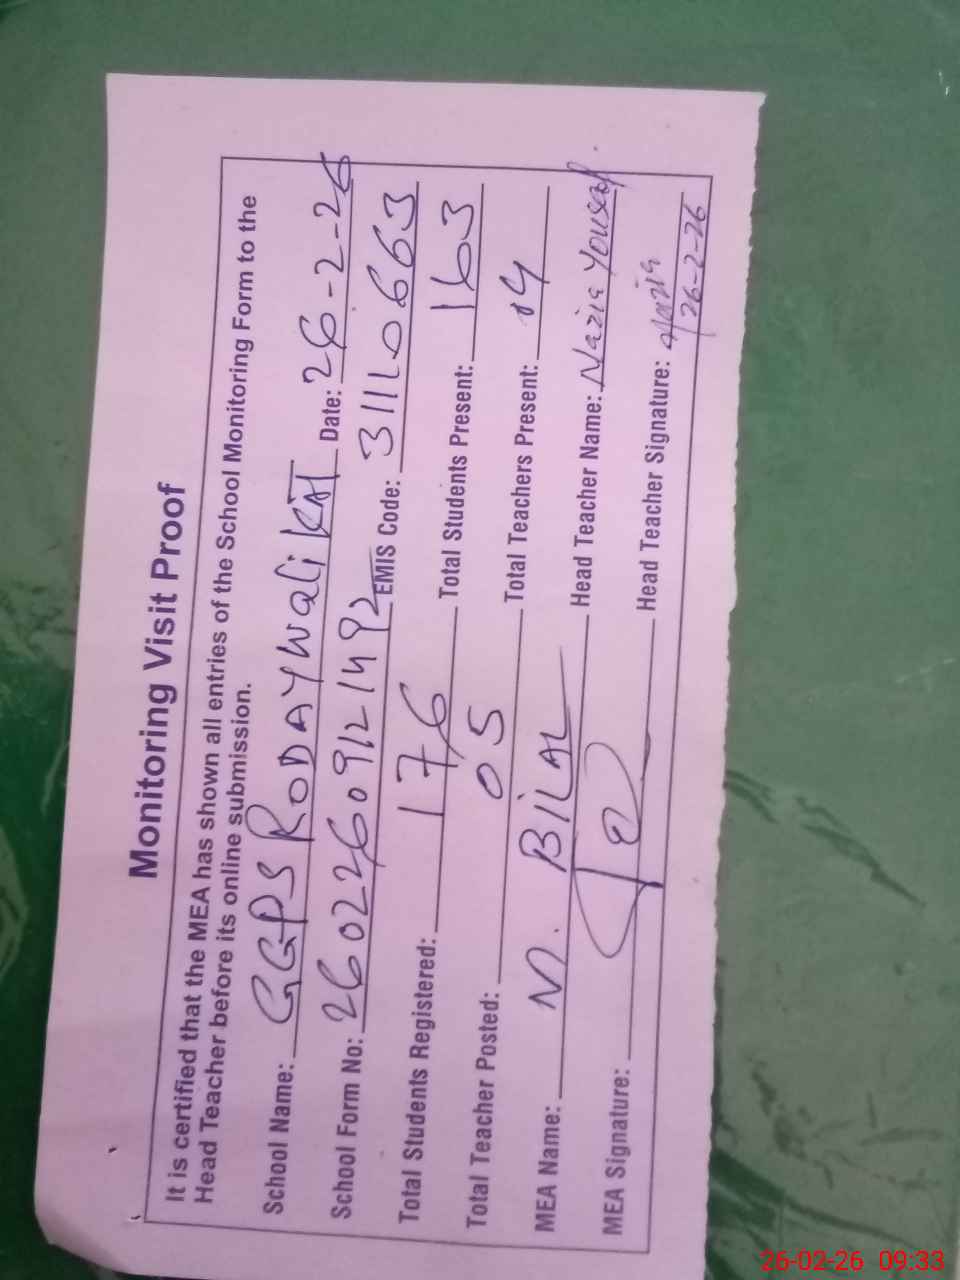 Monitoring Visit Proof
It is certified that the MEA has shown all entries of the School Monitoring Form to the
Head Teacher before its online submission.
School Name: GGPS RODAYWali KAT Date: 26-2-26
School Form No: 26022609121492 EMIS Code: 31110663
Total Students Registered: 176 Total Students Present: 163
Total Teacher Posted: 05 Total Teachers Present: 04
MEA Name: M. BILAL Head Teacher Name: Nazia Yousaf
MEA Signature: Head Teacher Signature: Nazia
26-2-26
26-02-26 09:33